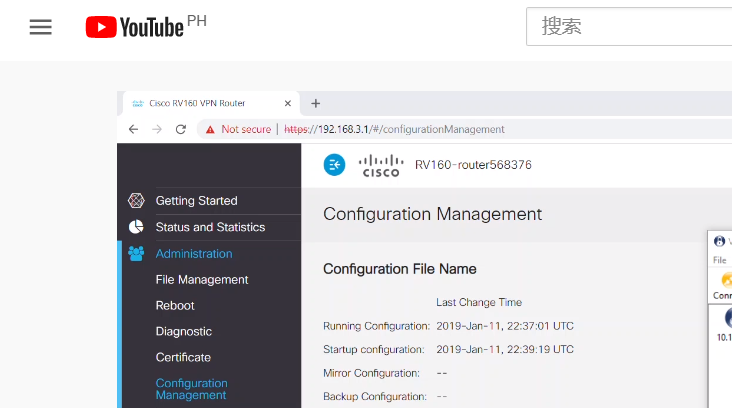 YouTube PH
搜索
Cisco RV160 VPN Router
Not secure | https://192.168.3.1/#/configurationManagement
CISCO
RV160-router568376
Getting Started
Status and Statistics
Administration
File Management
Reboot
Diagnostic
Certificate
Configuration
Management
Configuration Management
Configuration File Name
Last Change Time
Running Configuration: 2019-Jan-11, 22:37:01 UTC
Startup configuration: 2019-Jan-11, 22:39:19 UTC
Mirror Configuration: --
Backup Configuration: --
File